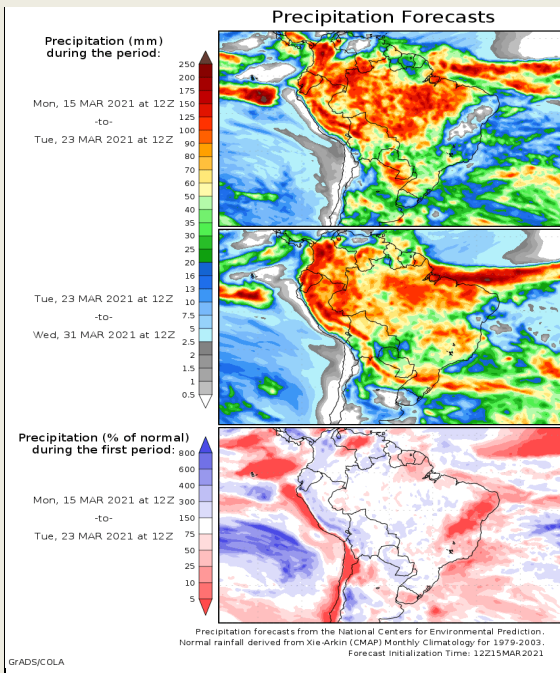 Precipitation Forecasts
Precipitation (mm)
during the period:
Mon, 15 MAR 2021 at 12Z
-to-
Tue, 23 MAR 2021 at 12Z
250
200
175
150
125
100
90
80
70
60
50
40
35
30
25
20
16
13
10
7.5
5
2.5
2
1.5
1
0.5
Tue, 23 MAR 2021 at 12Z
-to-
Wed, 31 MAR 2021 at 12Z
Precipitation (% of normal)
during the first period:
Mon, 15 MAR 2021 at 12Z
-to-
Tue, 23 MAR 2021 at 12Z
800
600
400
300
150
75
50
25
10
5
Precipitation forecasts from the National Centers for Environmental Prediction.
Normal rainfall derived from Xie-Arkin (CMAP) Monthly Climatology for 1979-2003.
Forecast Initialization Time: 12Z15MAR2021
GrADS/COLA